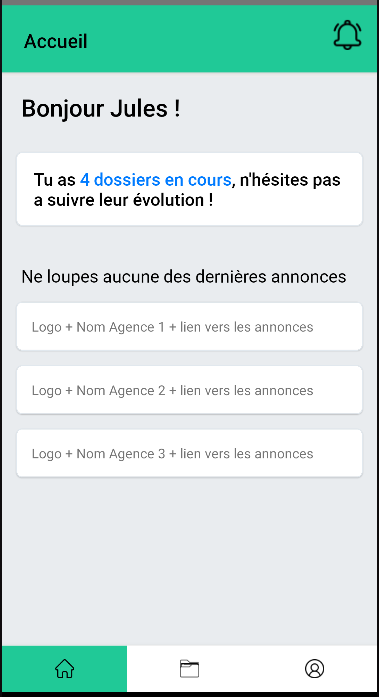 Accueil
Bonjour Jules !
Tu as 4 dossiers en cours, n'hésites pas
a suivre leur évolution !
Ne loupes aucune des dernières annonces
Logo + Nom Agence 1 + lien vers les annonces
Logo + Nom Agence 2 + lien vers les annonces
Logo + Nom Agence 3 + lien vers les annonces